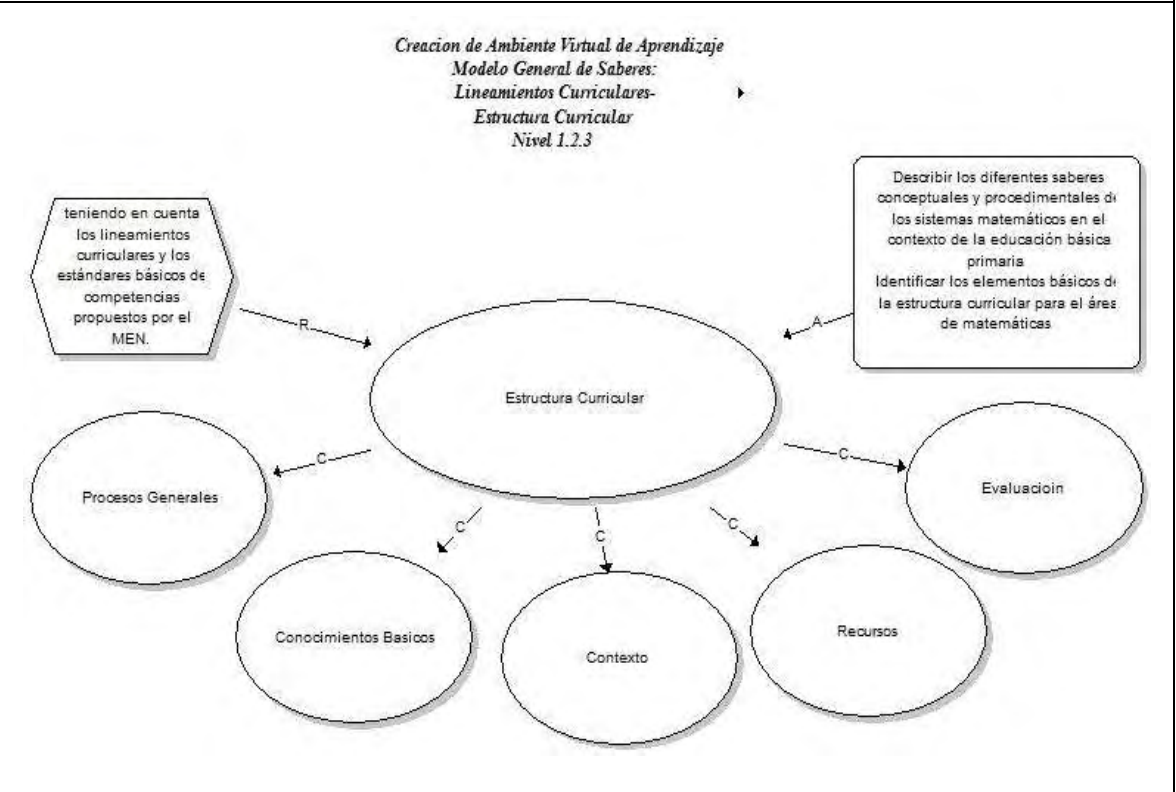 Creacion de Ambiente Virtual de Aprendizaje
Modelo General de Saberes:
Lineamientos Curriculares-
Estructura Curricular
Nivel 1.2.3
teniendo en cuenta
los lineamientos
curriculares y los
estándares básicos de
competencias
propuestos por el
MEN.
Describir los diferentes saberes
conceptuales y procedimentales de
los sistemas matemáticos en el
contexto de la educación básica
primaria
Identificar los elementos básicos de
la estructura curricular para el área
de matemáticas
R
A
Estructura Curricular
C
C
C
C
C
Procesos Generales
Conocimientos Basicos
Contexto
Recursos
Evaluacioin